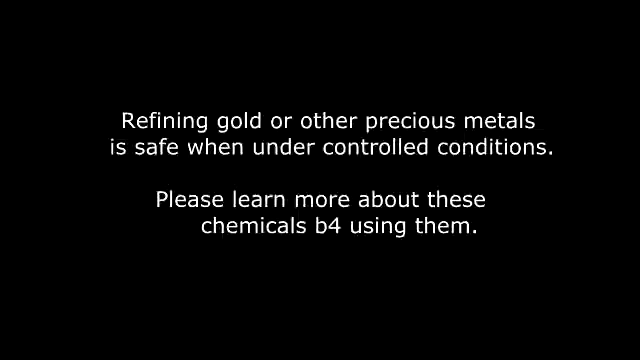 Refining gold or other precious metals
is safe when under controlled conditions.
Please learn more about these
chemicals b4 using them.